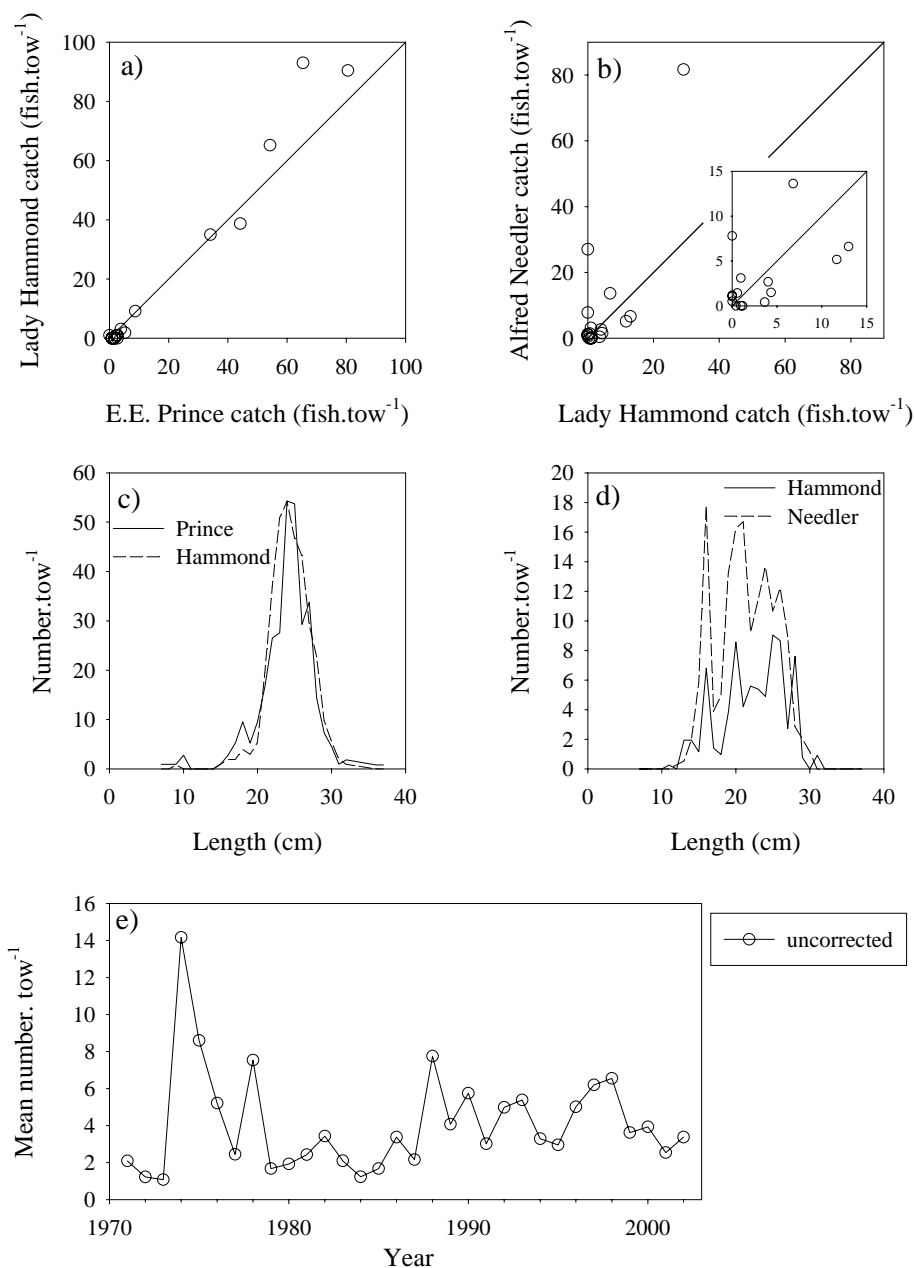 a)
Lady Hammond catch (fish.tow-1)
100
80
60
40
20
0
0 20 40 60 80 100
E.E. Prince catch (fish.tow-1)
b)
Alfred Needler catch (fish.tow-1)
80
60
40
20
0
0 20 40 60 80
Lady Hammond catch (fish.tow-1)
15
10
5
0
0 5 10 15
c)
Number.tow-1
60
50
40
30
20
10
0
0 10 20 30 40
Length (cm)
Prince
Hammond
d)
Number.tow-1
20
18
16
14
12
10
8
6
4
2
0
0 10 20 30 40
Length (cm)
Hammond
Needler
e)
Mean number. tow-1
16
14
12
10
8
6
4
2
0
1970 1980 1990 2000
Year
uncorrected